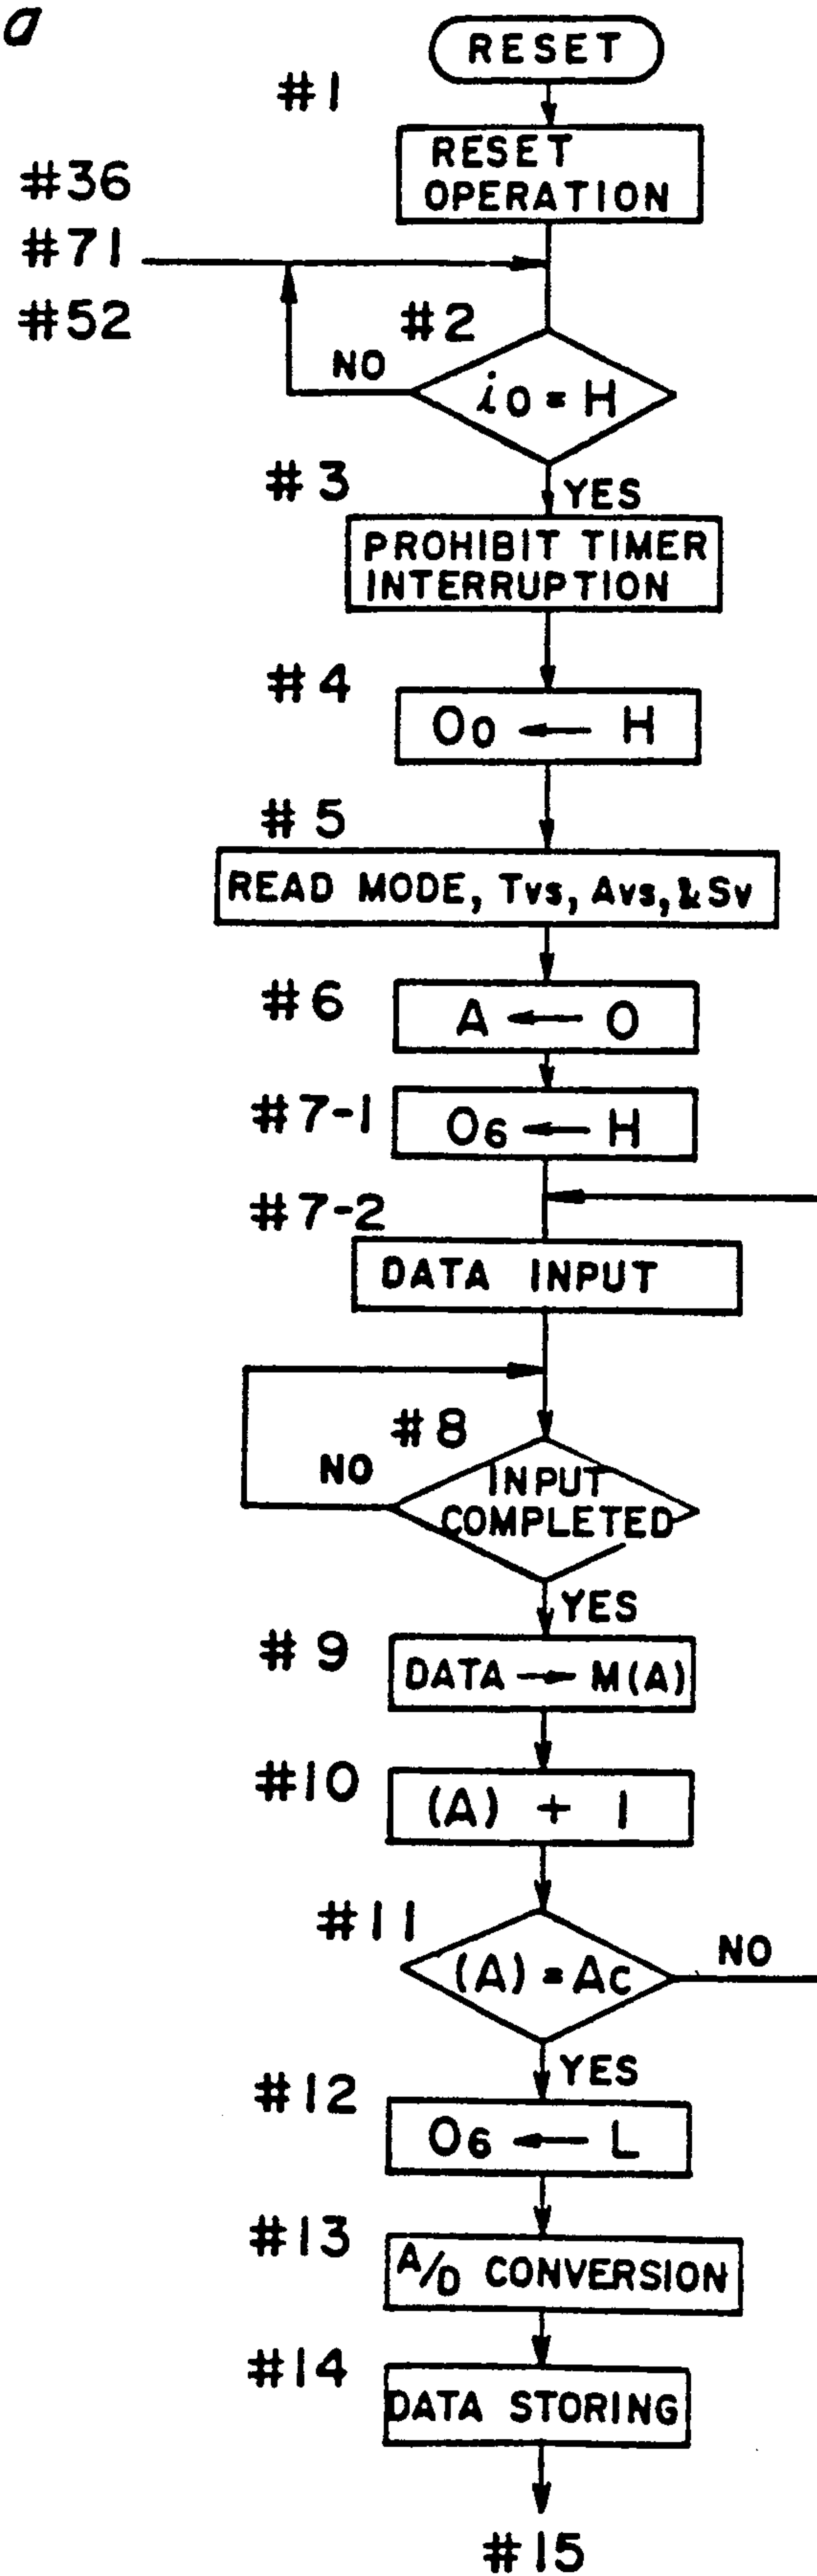 a
RESET
#1
RESET
OPERATION
#36
#71
#52
#2
NO
io = H
#3
YES
PROHIBIT TIMER
INTERRUPTION
#4
O0 ← H
#5
READ MODE, Tvs, Avs, & Sv
#6
A ← O
#7-1
O6 ← H
#7-2
DATA INPUT
#8
NO
INPUT
COMPLETED
YES
#9
DATA → M(A)
#10
(A) + 1
#11
(A) = Ac
NO
YES
#12
O6 ← L
#13
A/D CONVERSION
#14
DATA STORING
#15